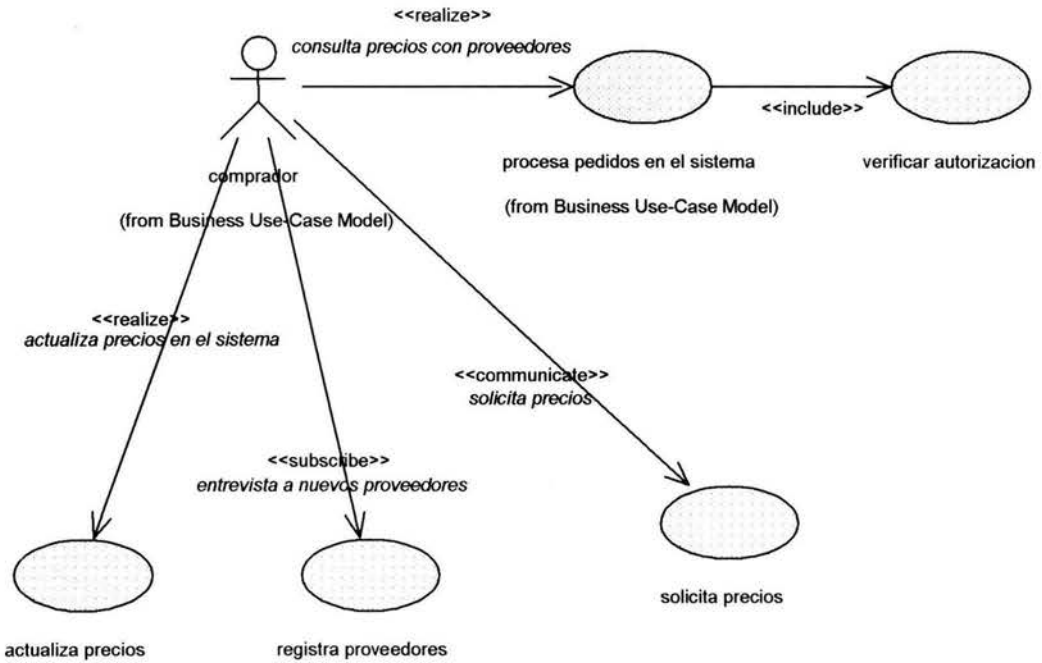 <<realize>>
consulta precios con proveedores
<<include>>
procesa pedidos en el sistema
verificar autorizacion
comprador
(from Business Use-Case Model)
(from Business Use-Case Model)
<<realize>>
actualiza precios en el sistema
<<communicate>>
solicita precios
<<subscribe>>
entrevista a nuevos proveedores
solicita precios
actualiza precios
registra proveedores